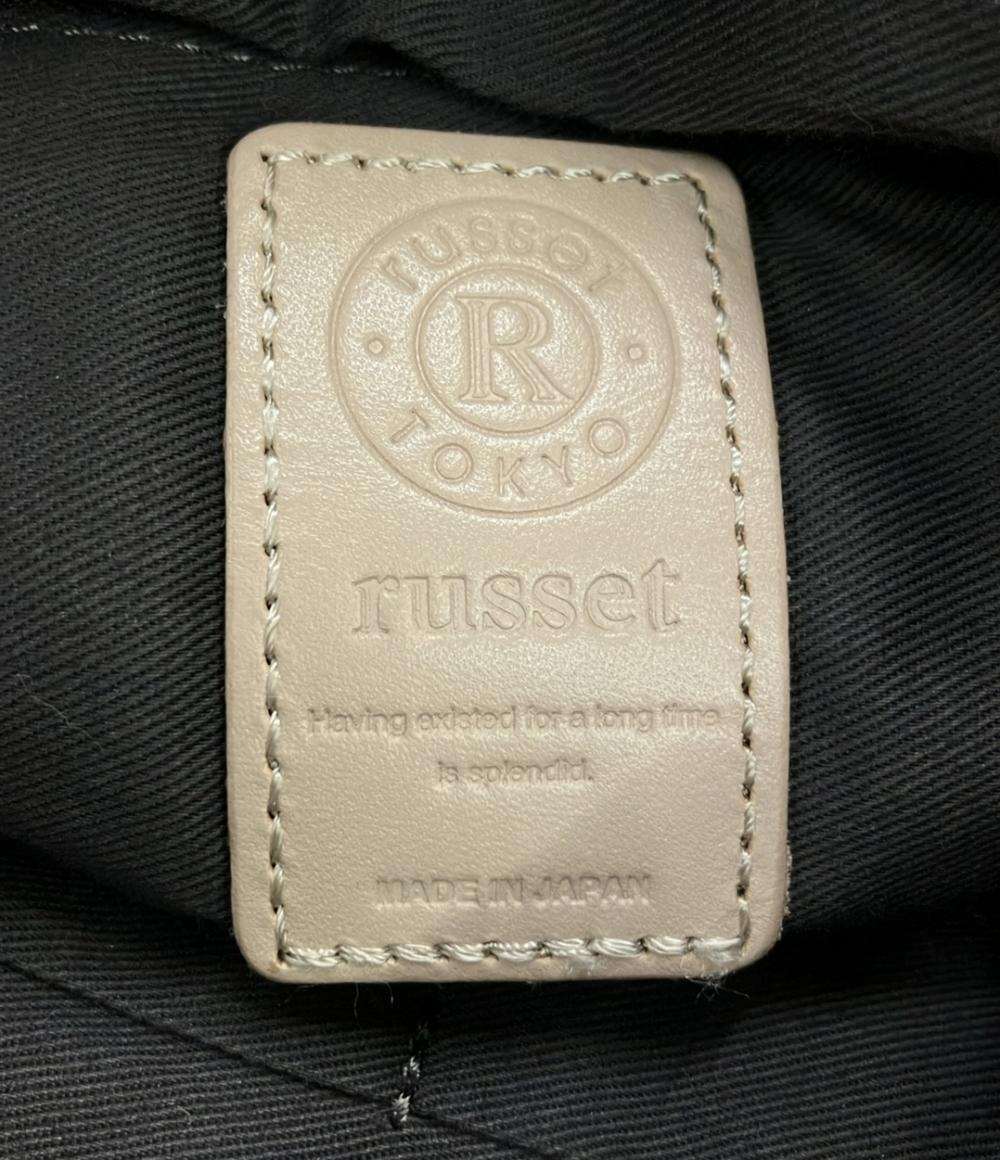 russet
R
TOKYO
russet
Having existed for a long time
is splendid.
MADE IN JAPAN